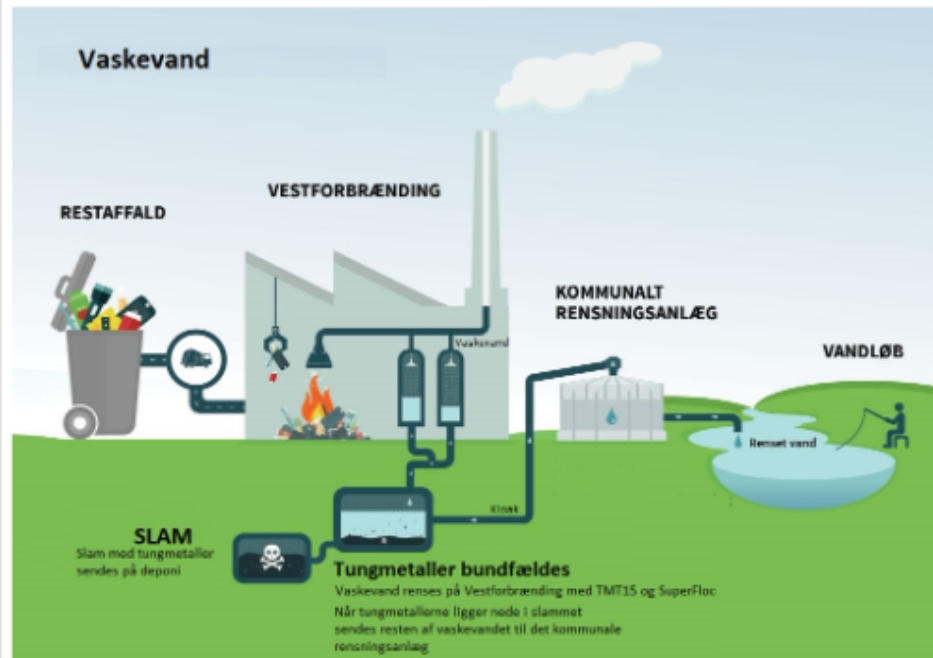 Vaskevand
VESTFORBRÆNDING
RESTAFFALD
KOMMUNALT
RENSNINGSANLÆG
Vaskevand
VANDLØB
Renset vand
Kloak
SLAM
Slam med tungmetaller
sendes på deponi
Tungmetaller bundfældes
Vaskevand renses på Vestforbrænding med TMT15 og SuperFloc
Når tungmetallerne ligger nede i slammet
sendes resten af vaskevandet til det kommunale
rensningsanlæg